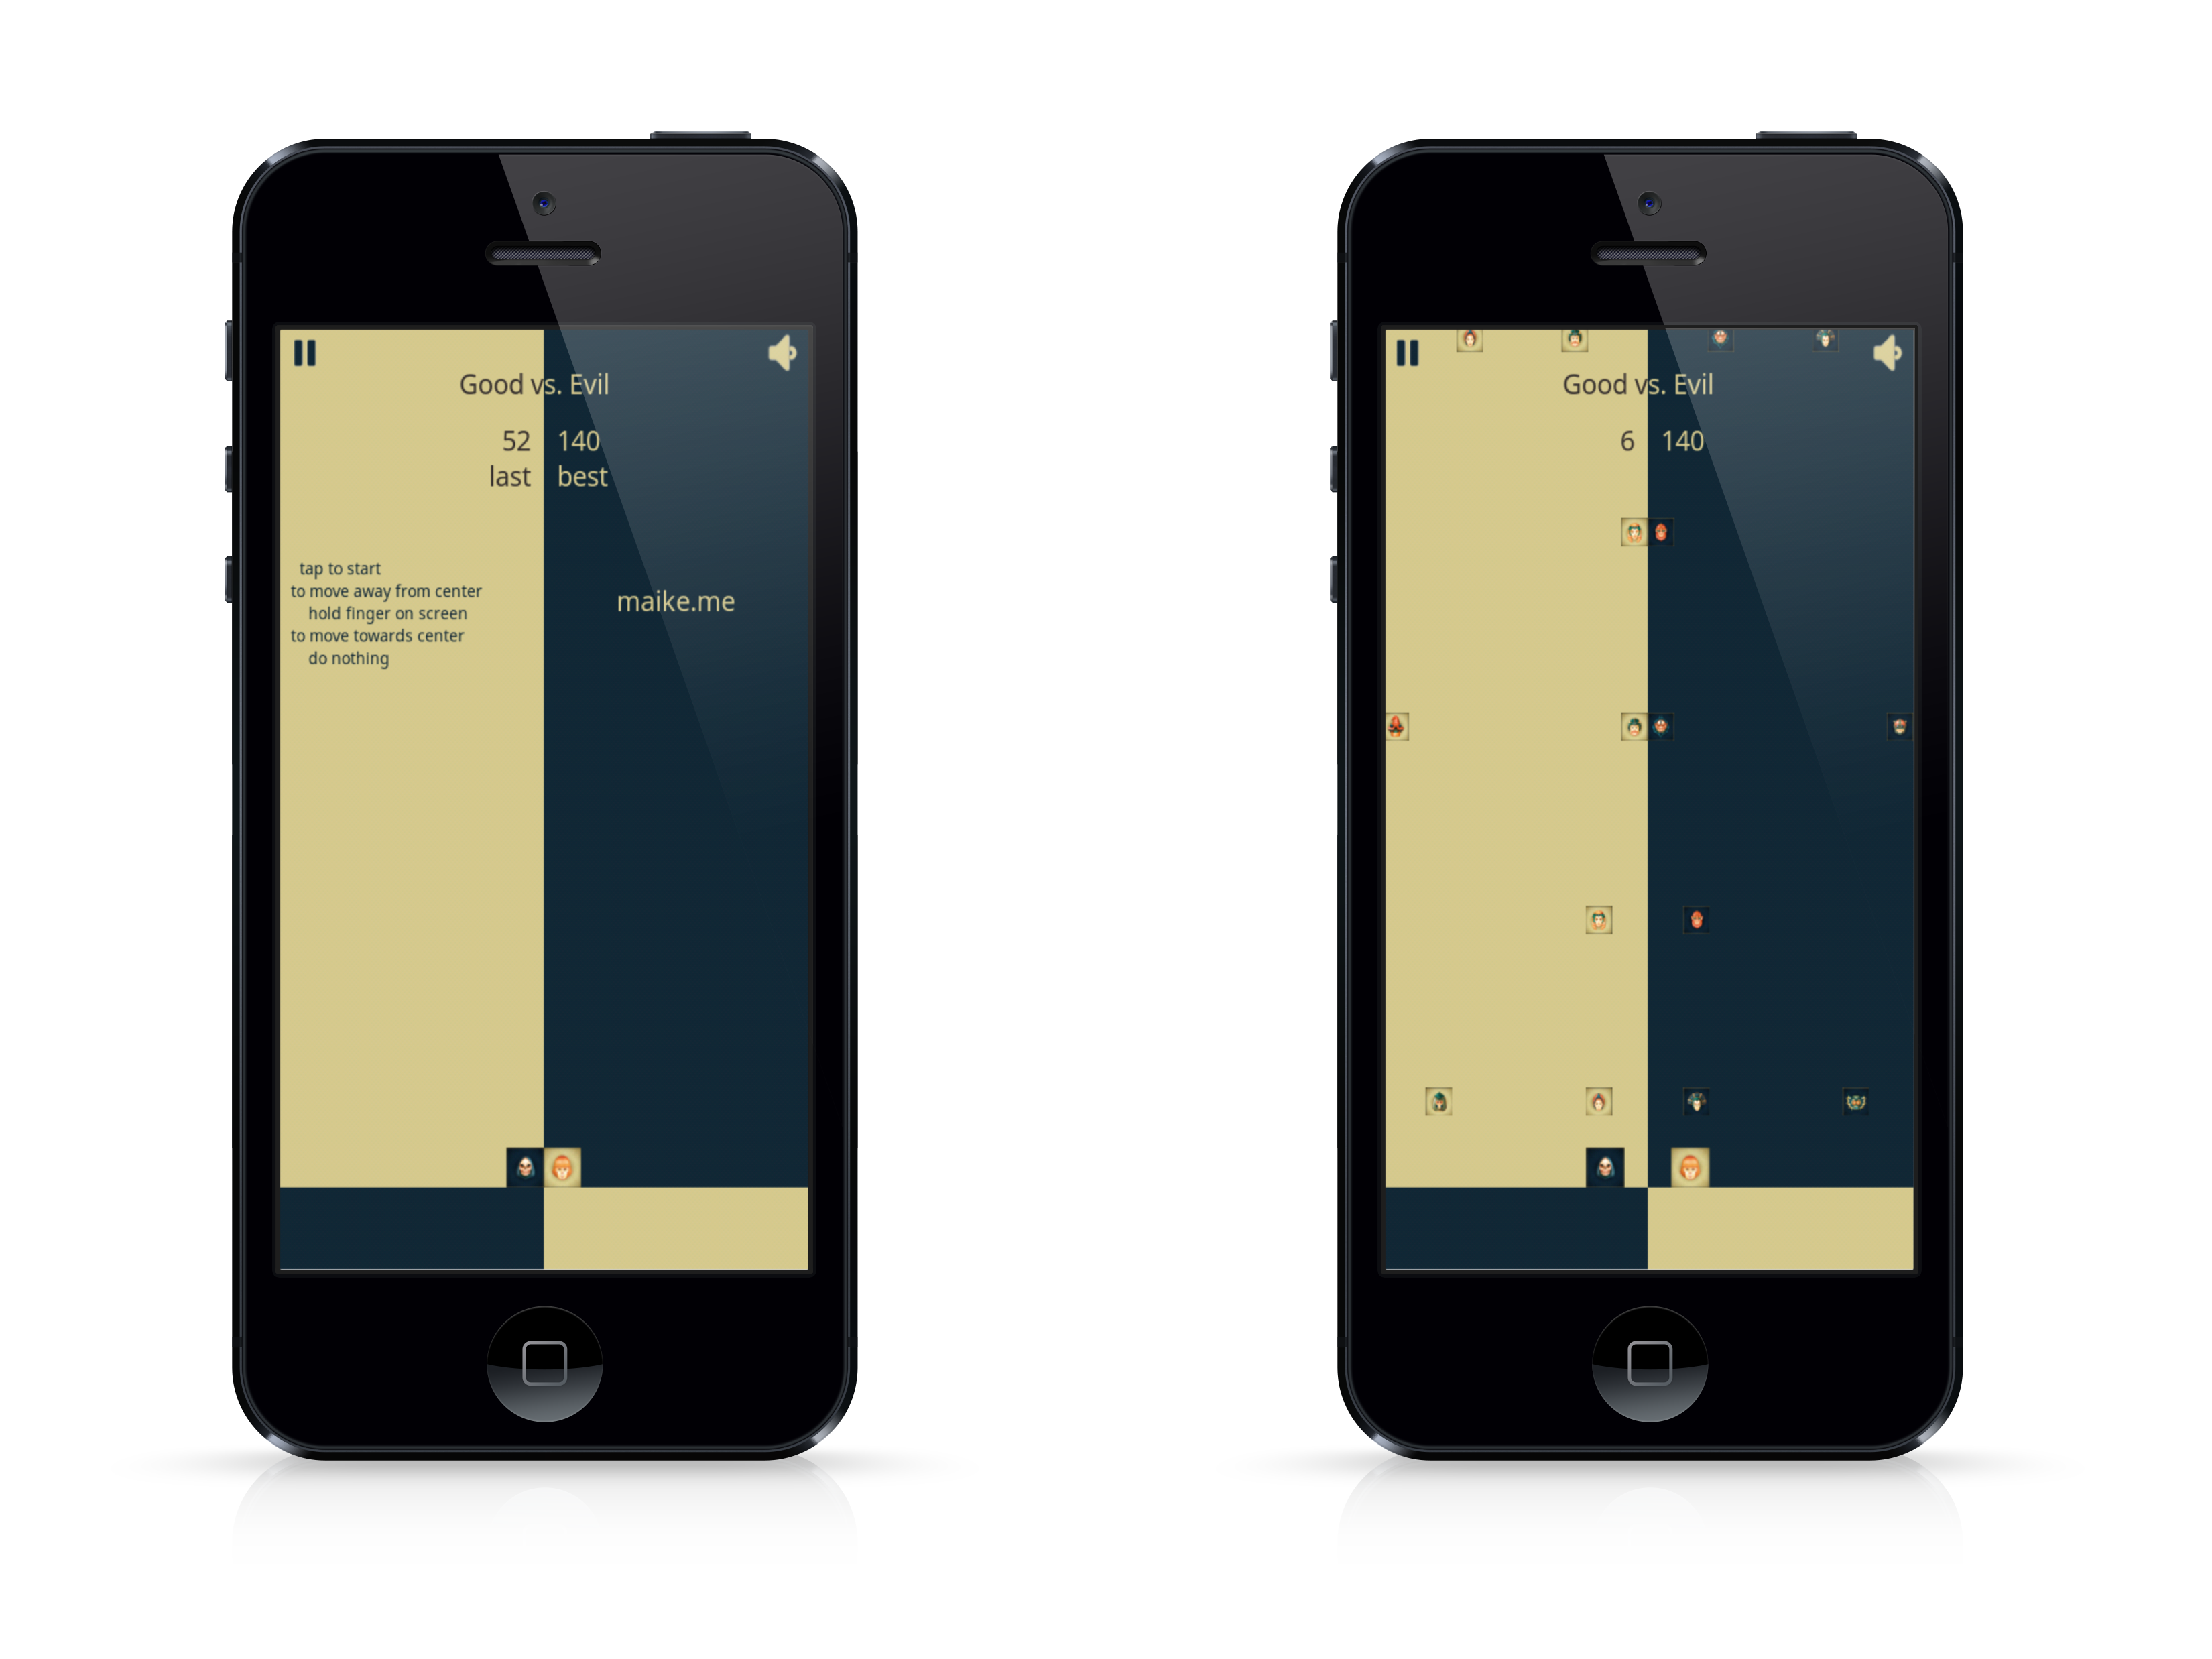 Good vs. Evil
52 140
last best
tap to start
to move away from center
hold finger on screen
to move towards center
do nothing
maike.me
Good vs. Evil
6 140